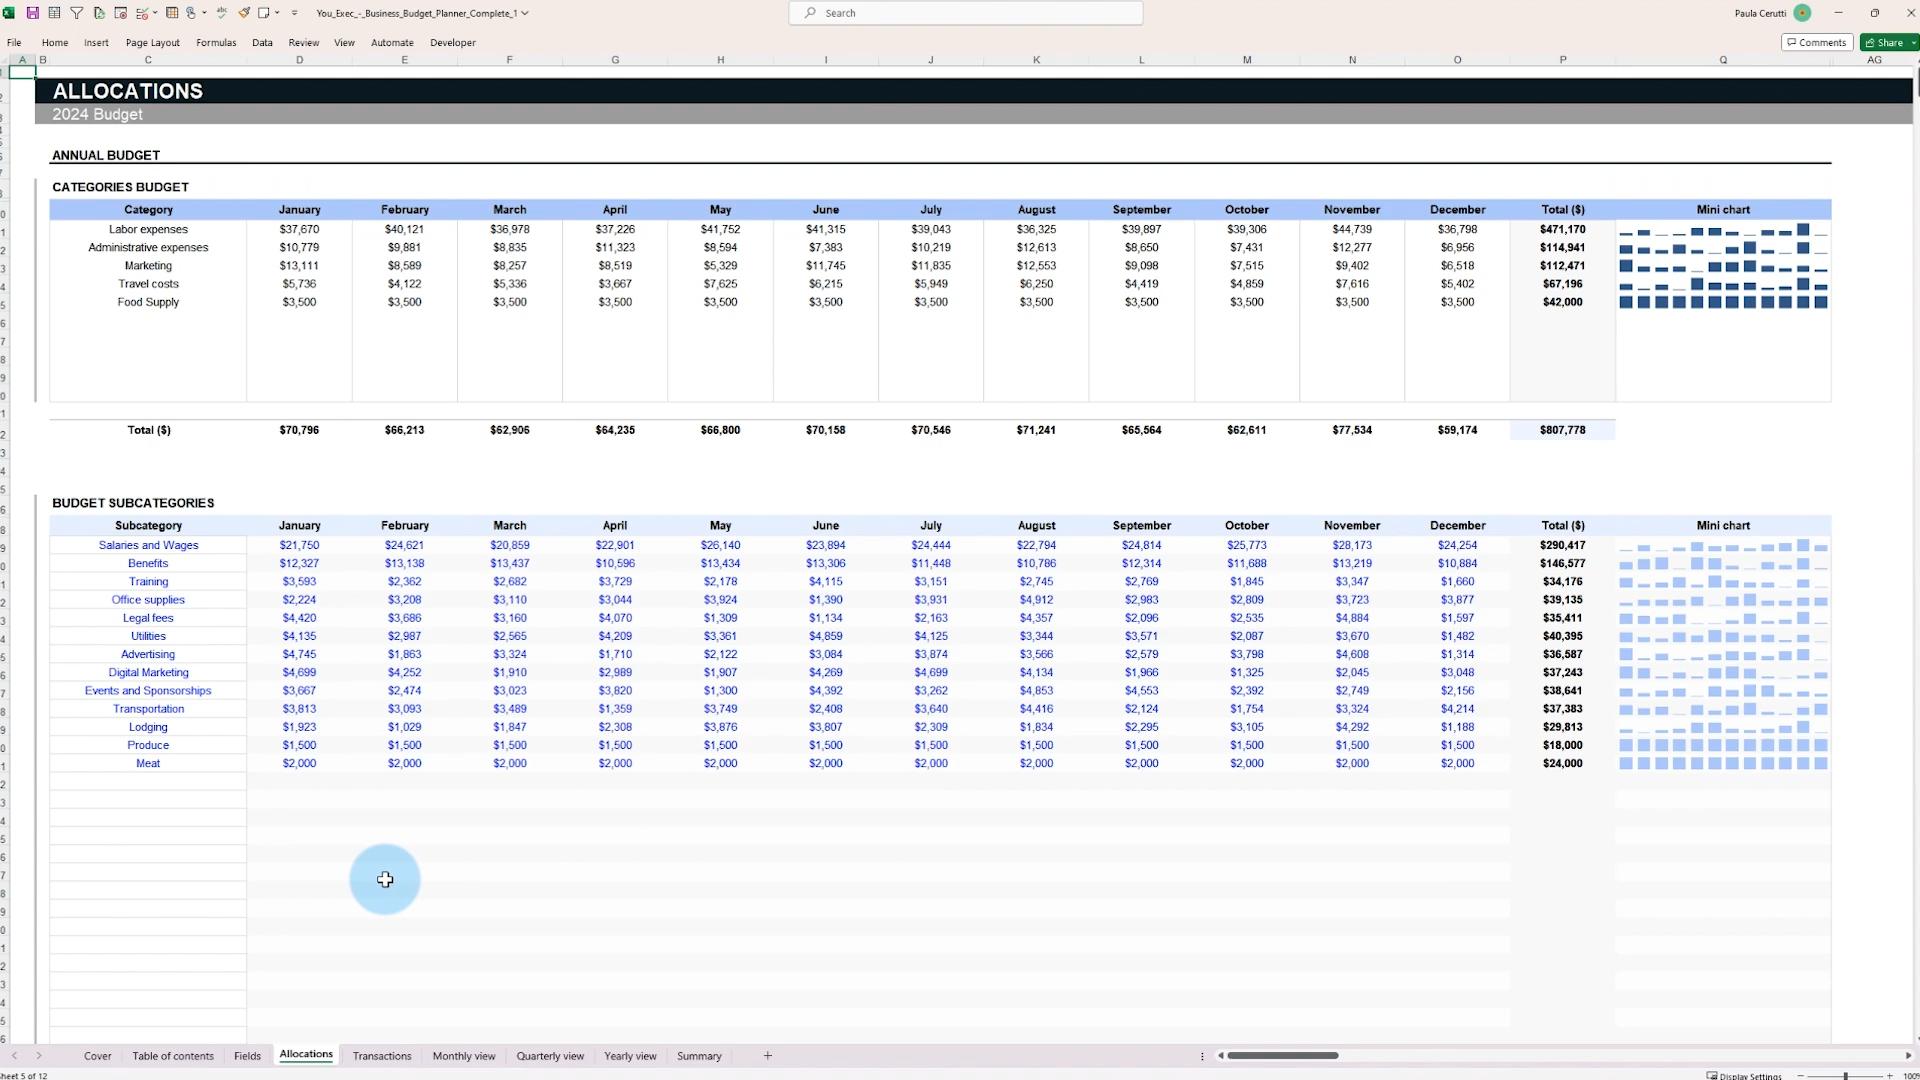 You_Exec_-_Business_Budget_Planner_Complete_1
Search
Paula Cerutti
File Home Insert Page Layout Formulas Data Review View Automate Developer
Comments Share
A B C D E F G H I J K L M N O P Q AG
ALLOCATIONS
2024 Budget
ANNUAL BUDGET
CATEGORIES BUDGET
Category January February March April May June July August September October November December Total ($) Mini chart
Labor expenses $37,670 $40,121 $36,978 $37,226 $41,752 $41,315 $39,043 $36,325 $39,897 $39,306 $44,739 $36,798 $471,170
Administrative expenses $10,779 $9,881 $8,835 $11,323 $8,594 $7,383 $10,219 $12,613 $8,650 $7,431 $12,277 $6,956 $114,941
Marketing $13,111 $8,589 $8,257 $8,519 $5,329 $11,745 $11,835 $12,553 $9,098 $7,515 $9,402 $6,518 $112,471
Travel costs $5,736 $4,122 $5,336 $3,667 $7,625 $6,215 $5,949 $6,250 $4,419 $4,859 $7,616 $5,402 $67,196
Food Supply $3,500 $3,500 $3,500 $3,500 $3,500 $3,500 $3,500 $3,500 $3,500 $3,500 $3,500 $3,500 $42,000
Total ($) $70,796 $66,213 $62,906 $64,235 $66,800 $70,158 $70,546 $71,241 $65,564 $62,611 $77,534 $59,174 $807,778
BUDGET SUBCATEGORIES
Subcategory January February March April May June July August September October November December Total ($) Mini chart
Salaries and Wages $21,750 $24,621 $20,859 $22,901 $26,140 $23,894 $24,444 $22,794 $24,814 $25,773 $28,173 $24,254 $290,417
Benefits $12,327 $13,138 $13,437 $10,596 $13,434 $13,306 $11,448 $10,786 $12,314 $11,688 $13,219 $10,884 $146,577
Training $3,593 $2,362 $2,682 $3,729 $2,178 $4,115 $3,151 $2,745 $2,769 $1,845 $3,347 $1,660 $34,176
Office supplies $2,224 $3,208 $3,110 $3,044 $3,924 $1,390 $3,931 $4,912 $2,983 $2,809 $3,723 $3,877 $39,135
Legal fees $4,420 $3,686 $3,160 $4,070 $1,309 $1,134 $2,163 $4,357 $2,096 $2,535 $4,884 $1,597 $35,411
Utilities $4,135 $2,987 $2,565 $4,209 $3,361 $4,859 $4,125 $3,344 $3,571 $2,087 $3,670 $1,482 $40,395
Advertising $4,745 $1,863 $3,324 $1,710 $2,122 $3,084 $3,874 $3,566 $2,579 $3,798 $4,608 $1,314 $36,587
Digital Marketing $4,699 $4,252 $1,910 $2,989 $1,907 $4,269 $4,699 $4,134 $1,966 $1,325 $2,045 $3,048 $37,243
Events and Sponsorships $3,667 $2,474 $3,023 $3,820 $1,300 $4,392 $3,262 $4,853 $4,553 $2,392 $2,749 $2,156 $38,641
Transportation $3,813 $3,093 $3,489 $1,359 $3,749 $2,408 $3,640 $4,416 $2,124 $1,754 $3,324 $4,214 $37,383
Lodging $1,923 $1,029 $1,847 $2,308 $3,876 $3,807 $2,309 $1,834 $2,295 $3,105 $4,292 $1,188 $29,813
Produce $1,500 $1,500 $1,500 $1,500 $1,500 $1,500 $1,500 $1,500 $1,500 $1,500 $1,500 $1,500 $18,000
Meat $2,000 $2,000 $2,000 $2,000 $2,000 $2,000 $2,000 $2,000 $2,000 $2,000 $2,000 $2,000 $24,000
Cover Table of contents Fields Allocations Transactions Monthly view Quarterly view Yearly view Summary
heet 5 of 12
Display Settings